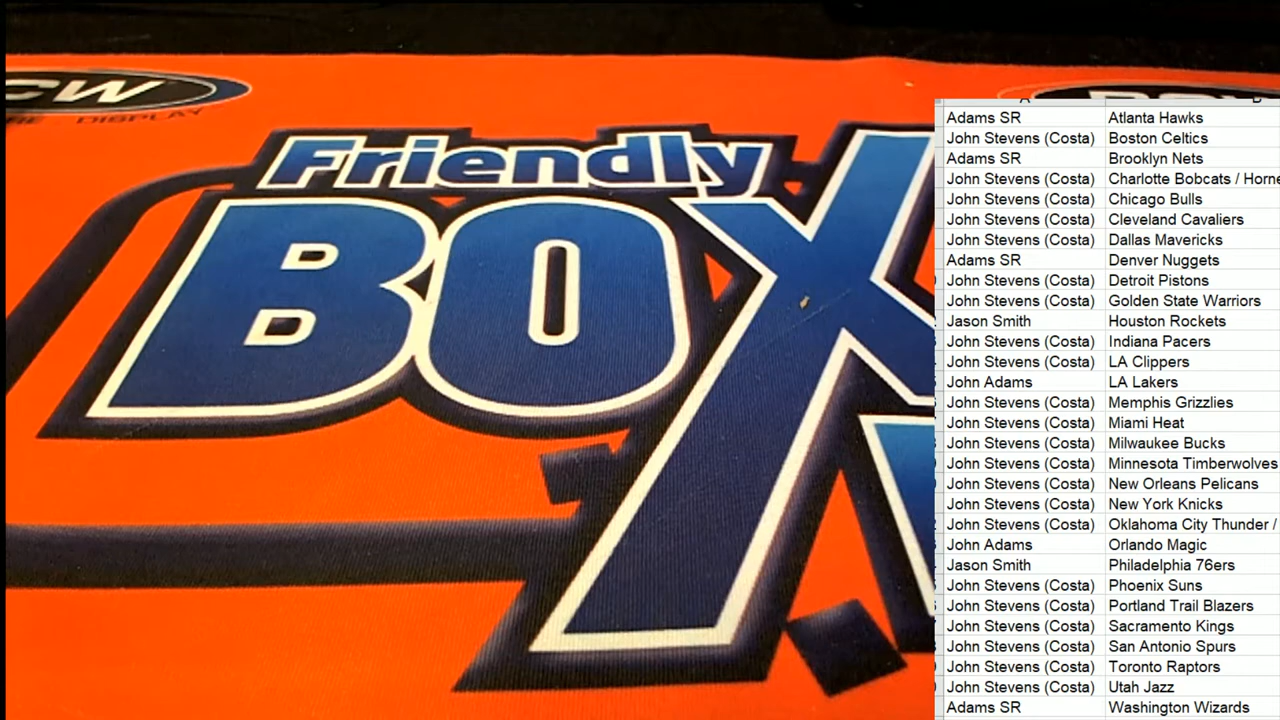 CW
DISPLAY
Friendly
BOX
A B
Adams SR Atlanta Hawks
John Stevens (Costa) Boston Celtics
Adams SR Brooklyn Nets
John Stevens (Costa) Charlotte Bobcats / Horne
John Stevens (Costa) Chicago Bulls
John Stevens (Costa) Cleveland Cavaliers
John Stevens (Costa) Dallas Mavericks
Adams SR Denver Nuggets
John Stevens (Costa) Detroit Pistons
John Stevens (Costa) Golden State Warriors
Jason Smith Houston Rockets
John Stevens (Costa) Indiana Pacers
John Stevens (Costa) LA Clippers
John Adams LA Lakers
John Stevens (Costa) Memphis Grizzlies
John Stevens (Costa) Miami Heat
John Stevens (Costa) Milwaukee Bucks
John Stevens (Costa) Minnesota Timberwolves
John Stevens (Costa) New Orleans Pelicans
John Stevens (Costa) New York Knicks
John Stevens (Costa) Oklahoma City Thunder /
John Adams Orlando Magic
Jason Smith Philadelphia 76ers
John Stevens (Costa) Phoenix Suns
John Stevens (Costa) Portland Trail Blazers
John Stevens (Costa) Sacramento Kings
John Stevens (Costa) San Antonio Spurs
John Stevens (Costa) Toronto Raptors
John Stevens (Costa) Utah Jazz
Adams SR Washington Wizards